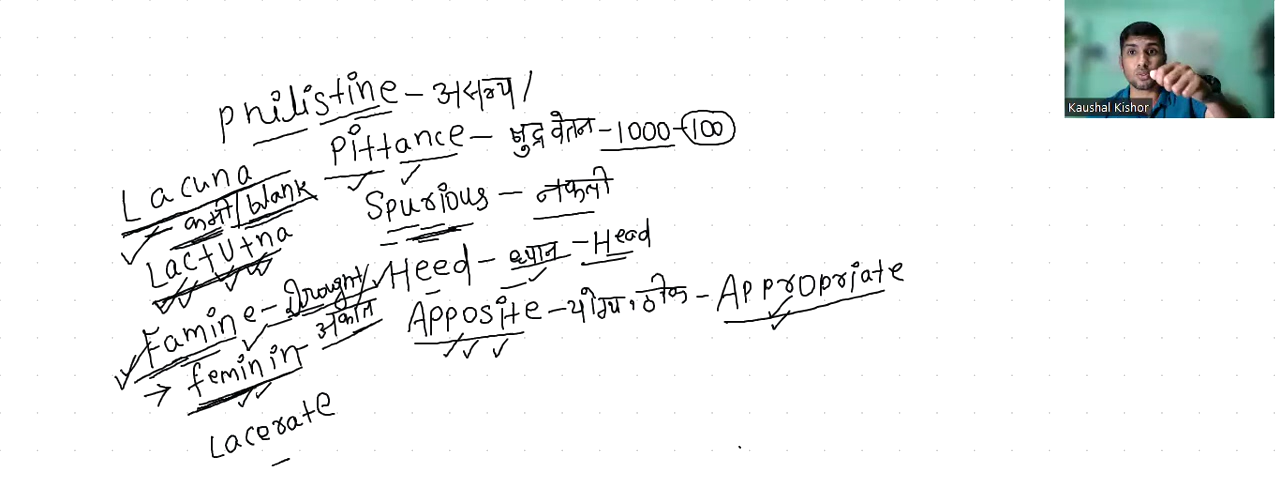 Philistine - असभ्य /
Pittance - क्षुद्र वेतन - 1000 - 100
Lacuna
कमी / blank
Spurious - नकली
Lactutna
Heed - ध्यान - Head
Famine - Drought /
अकाल
Apposite - योग्य, ठीक - Appropriate
feminin
Lacerate
Kaushal Kishor